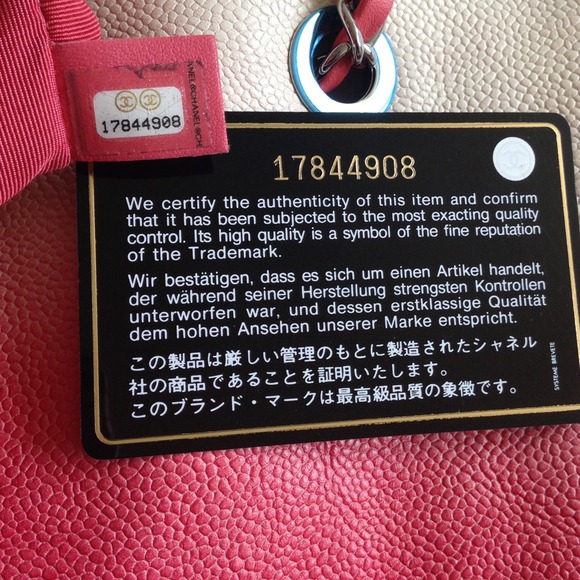 ANEL®CHANEL®CH
17844908
17844908
We certify the authenticity of this item and confirm
that it has been subjected to the most exacting quality
control. Its high quality is a symbol of the fine reputation
of the Trademark.
Wir bestätigen, dass es sich um einen Artikel handelt,
der während seiner Herstellung strengsten Kontrollen
unterworfen war, und dessen erstklassige Qualität
dem hohen Ansehen unserer Marke entspricht.
この製品は厳しい管理のもとに製造されたシャネル
社の商品であることを証明いたします。
このブランド・マークは最高級品質の象徴です。
SYSTEME BREVETE